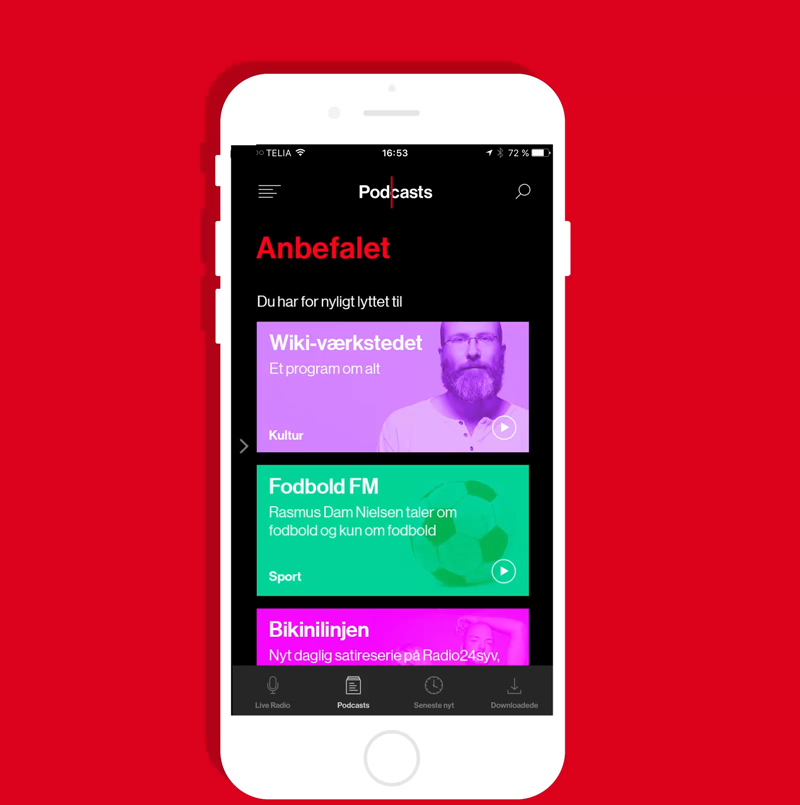 TELIA
16:53
72 %
Podcasts
Anbefalet
Du har for nyligt lyttet til
Wiki-værkstedet
Et program om alt
Kultur
Fodbold FM
Rasmus Dam Nielsen taler om
fodbold og kun om fodbold
Sport
Bikinilinjen
Nyt daglig satireserie på Radio24syv,
Live Radio
Podcasts
Seneste nyt
Downloadede